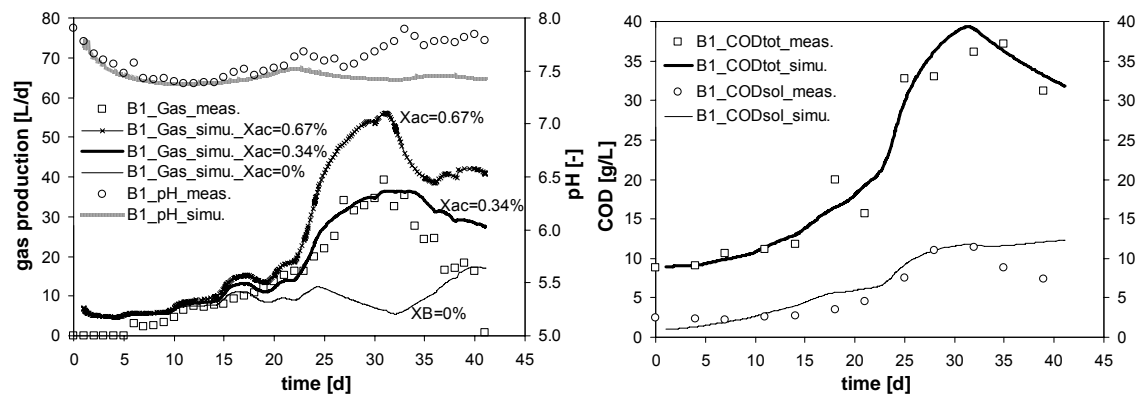 80
70
60
50
40
30
20
10
0
gas production [L/d]
8.0
7.5
7.0
6.5
6.0
5.5
5.0
pH [-]
B1_Gas_meas.
B1_Gas_simu._Xac=0.67%
B1_Gas_simu._Xac=0.34%
B1_Gas_simu._Xac=0%
B1_pH_meas.
B1_pH_simu.
Xac=0.67%
Xac=0.34%
XB=0%
0 5 10 15 20 25 30 35 40 45
time [d]
40
35
30
25
20
15
10
5
0
COD [g/L]
40
35
30
25
20
15
10
5
0
B1_CODtot_meas.
B1_CODtot_simu.
B1_CODsol_meas.
B1_CODsol_simu.
0 5 10 15 20 25 30 35 40 45
time [d]